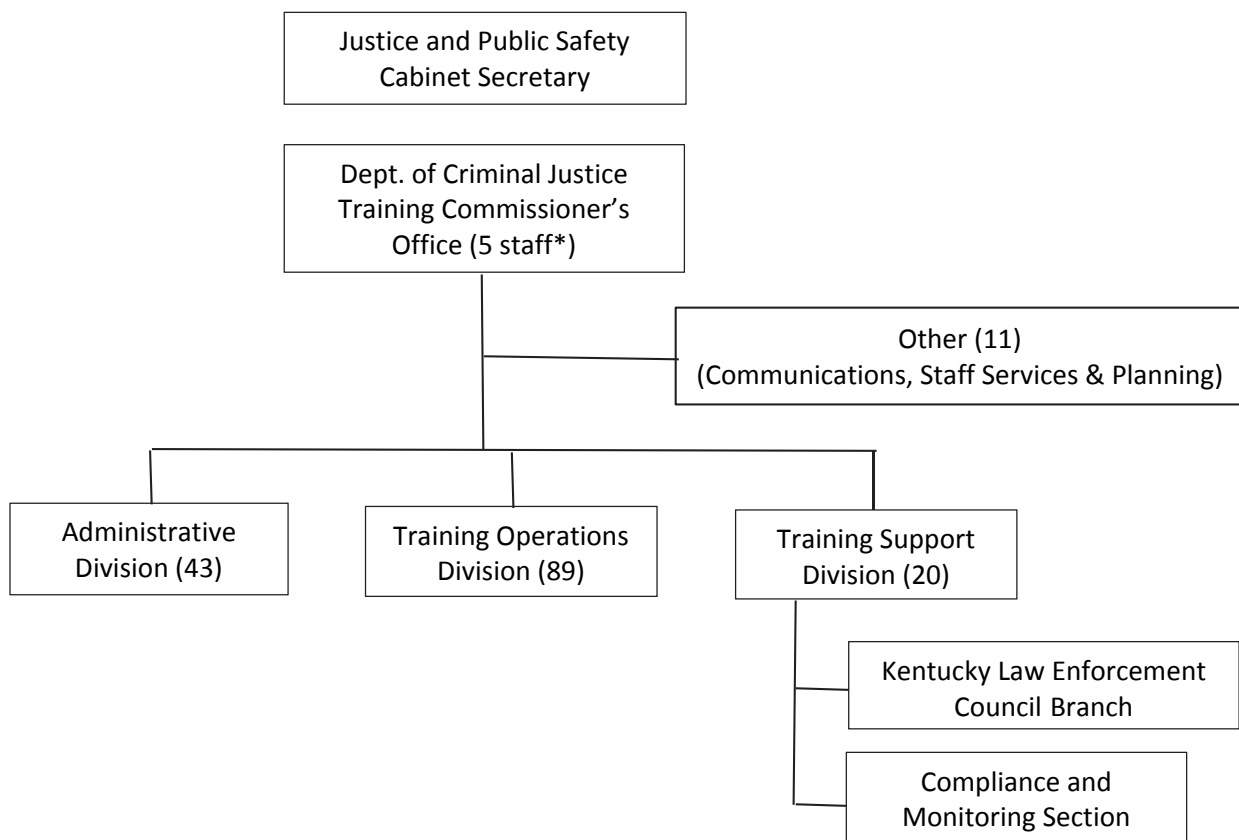 Justice and Public Safety
Cabinet Secretary
Dept. of Criminal Justice
Training Commissioner’s
Office (5 staff*)
Other (11)
(Communications, Staff Services & Planning)
Administrative
Division (43)
Training Operations
Division (89)
Training Support
Division (20)
Kentucky Law Enforcement
Council Branch
Compliance and
Monitoring Section